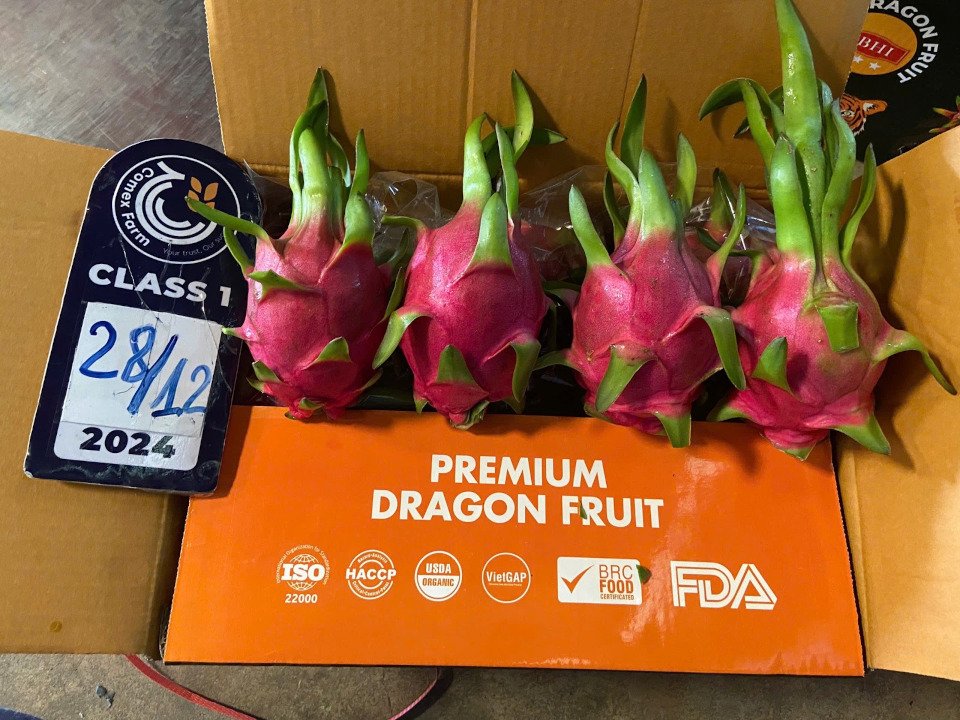 Comex Farm
CLASS 1
28/12
2024
DRAGON FRUIT
BHI
PREMIUM
DRAGON FRUIT
ISO
22000
HACCP
USDA
ORGANIC
VietGAP
BRC
FOOD
CERTIFICATED
FDA